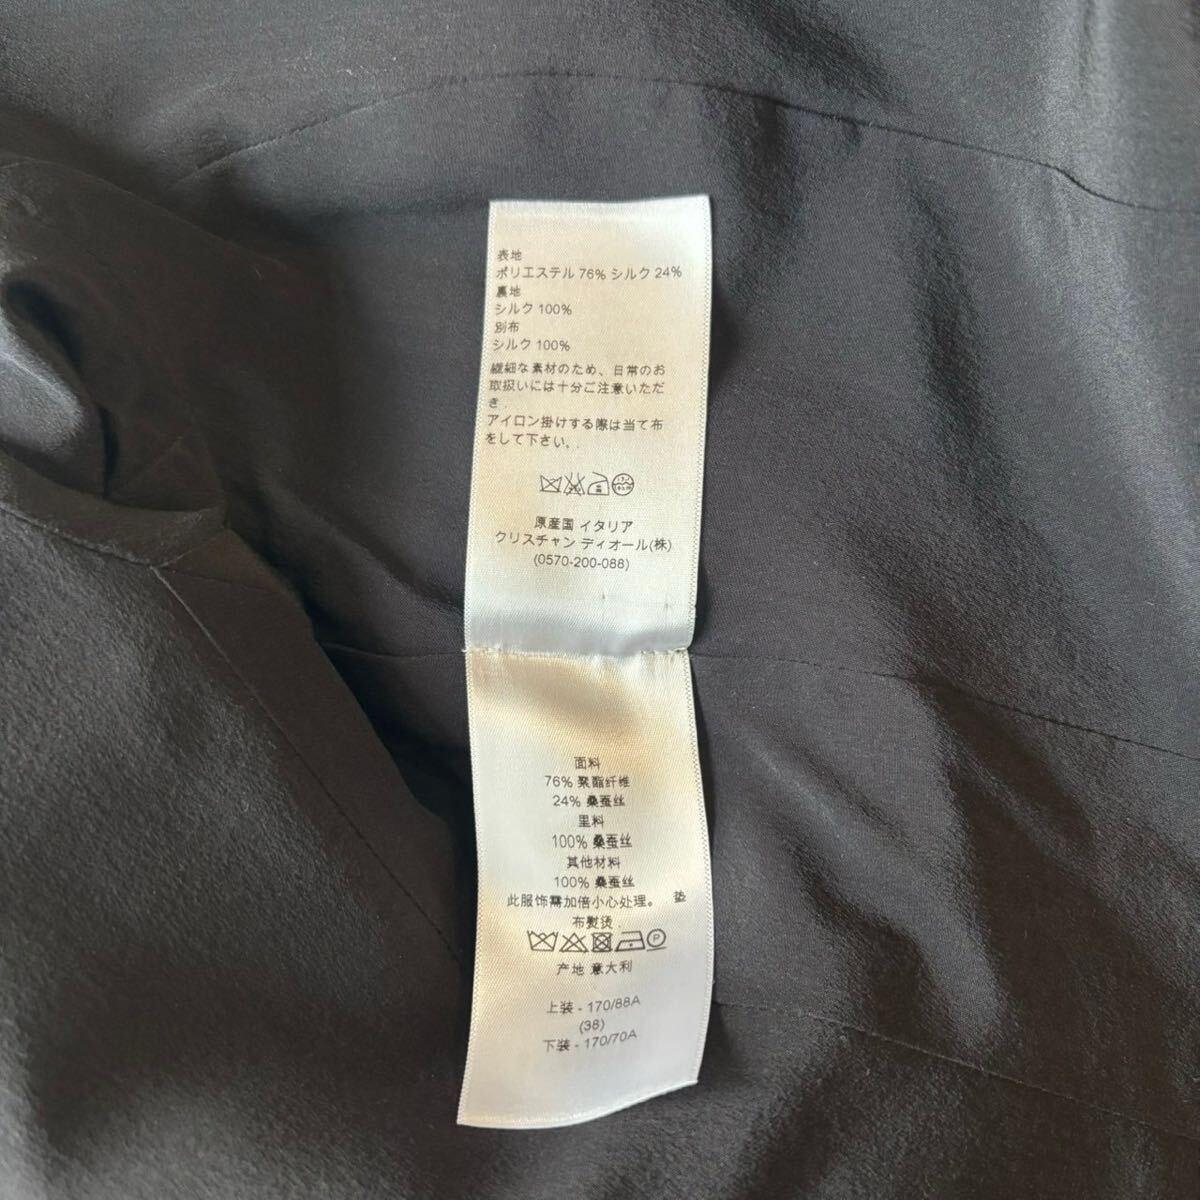 表地
ポリエステル 76% シルク 24%
裏地
シルク 100%
別布
シルク 100%
繊細な素材のため、日常のお
取扱いには十分ご注意いただ
き.
アイロン掛けする際は当て布
をして下さい。.
原産国 イタリア
クリスチャン ディオール(株)
(0570-200-088)
面料
76% 聚酯纤维
24% 桑蚕丝
里料
100% 桑蚕丝
其他材料
100% 桑蚕丝
此服饰需加倍小心处理。 垫
布熨烫.
P
产地 意大利
上装 - 170/88A
(38)
下装 - 170/70A